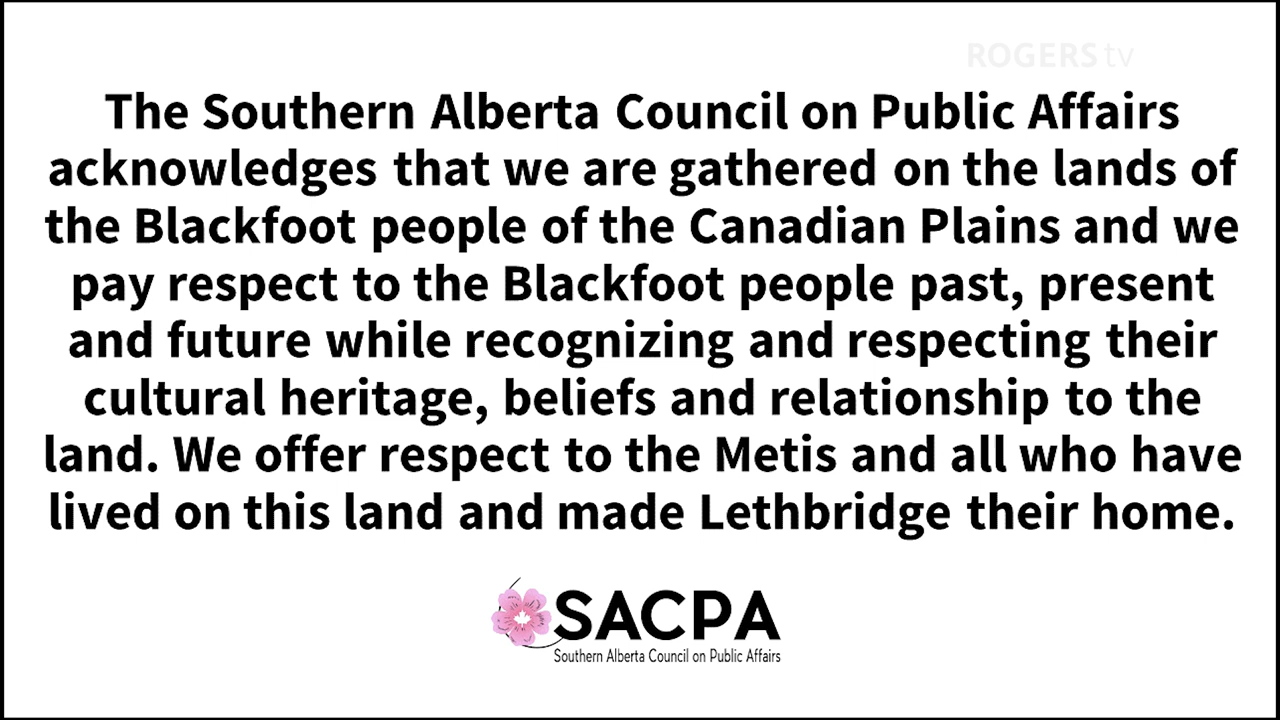 ROGERS tv
The Southern Alberta Council on Public Affairs
acknowledges that we are gathered on the lands of
the Blackfoot people of the Canadian Plains and we
pay respect to the Blackfoot people past, present
and future while recognizing and respecting their
cultural heritage, beliefs and relationship to the
land. We offer respect to the Metis and all who have
lived on this land and made Lethbridge their home.
SACPA
Southern Alberta Council on Public Affairs